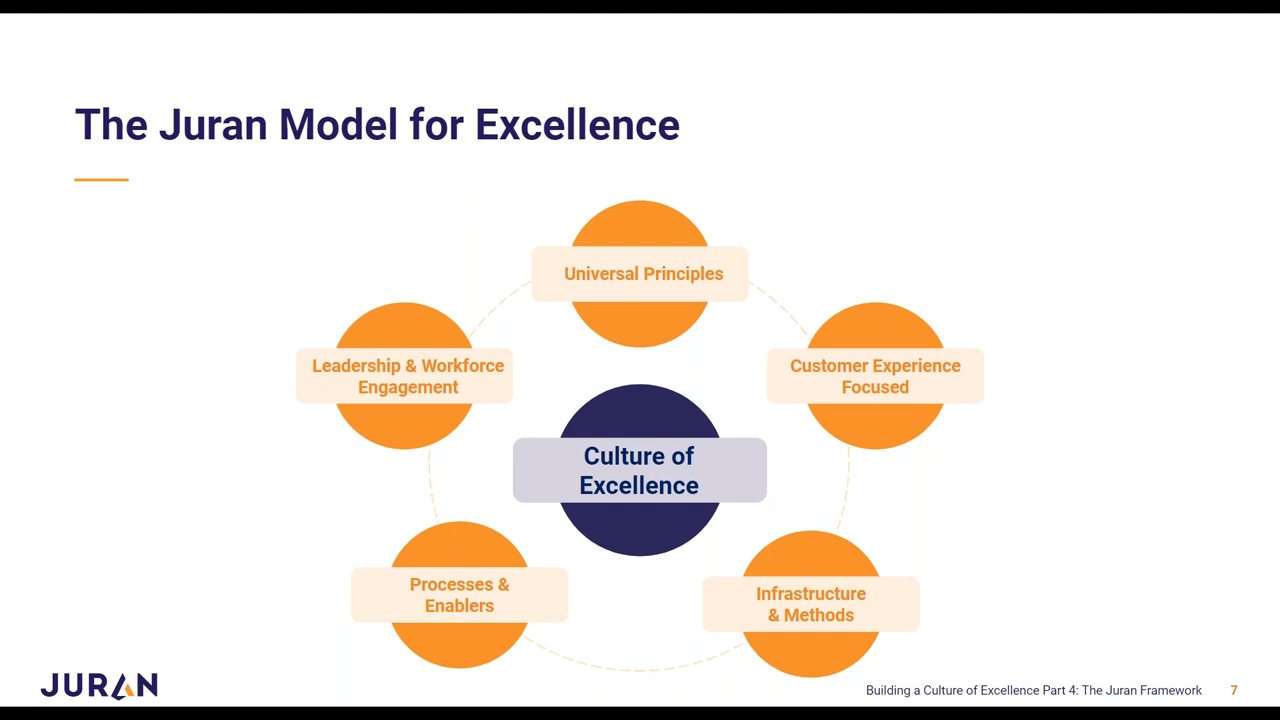 The Juran Model for Excellence
Universal Principles
Leadership & Workforce
Engagement
Customer Experience
Focused
Culture of
Excellence
Processes &
Enablers
Infrastructure
& Methods
JURAN
Building a Culture of Excellence Part 4: The Juran Framework
7